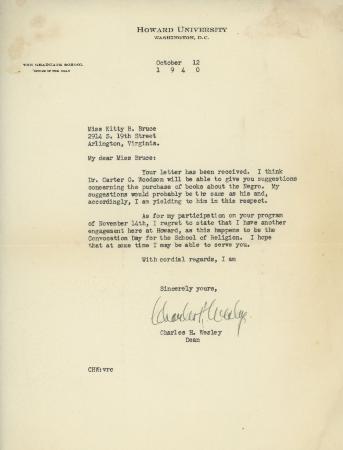 HOWARD UNIVERSITY
WASHINGTON, D.C.
THE GRADUATE SCHOOL
OFFICE OF THE DEAN
October 12
1 9 4 0
Miss Kitty B. Bruce
2914 S. 19th Street
Arlington, Virginia.
My dear Miss Bruce:
Your letter has been received. I think
Dr. Carter G. Woodson will be able to give you suggestions
concerning the purchase of books about the Negro. My
suggestions would probably be the same as his and,
accordingly, I am yielding to him in this respect.
As for my participation on your program
of November 14th, I regret to state that I have another
engagement here at Howard, as this happens to be the
Convocation Day for the School of Religion. I hope
that at some time I may be able to serve you.
With cordial regards, I am
Sincerely yours,
Charles H. Wesley
Charles H. Wesley
Dean
CHW:vrc